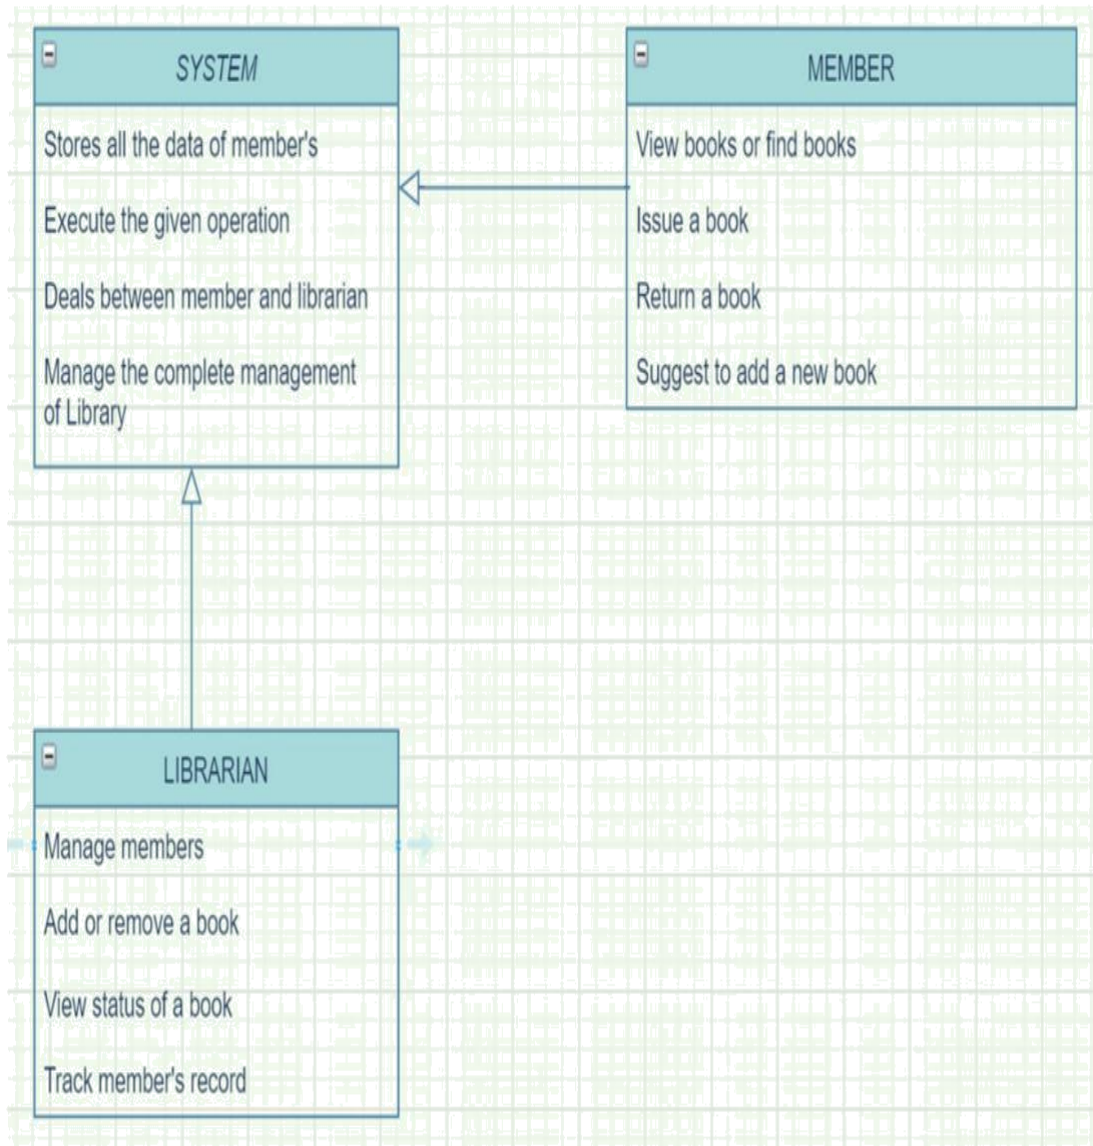 SYSTEM
Stores all the data of member's
Execute the given operation
Deals between member and librarian
Manage the complete management
of Library
MEMBER
View books or find books
Issue a book
Return a book
Suggest to add a new book
LIBRARIAN
Manage members
Add or remove a book
View status of a book
Track member's record